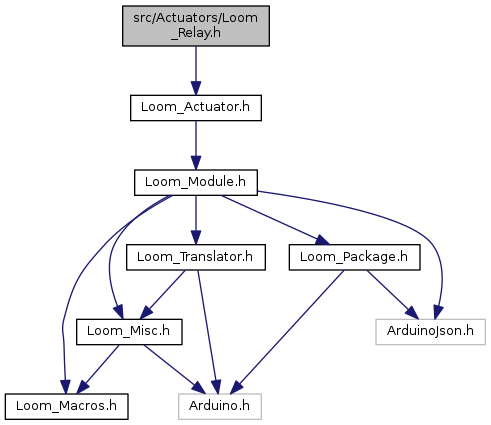 src/Actuators/Loom
_Relay.h
Loom_Actuator.h
Loom_Module.h
Loom_Translator.h
Loom_Package.h
Loom_Misc.h
ArduinoJson.h
Loom_Macros.h
Arduino.h